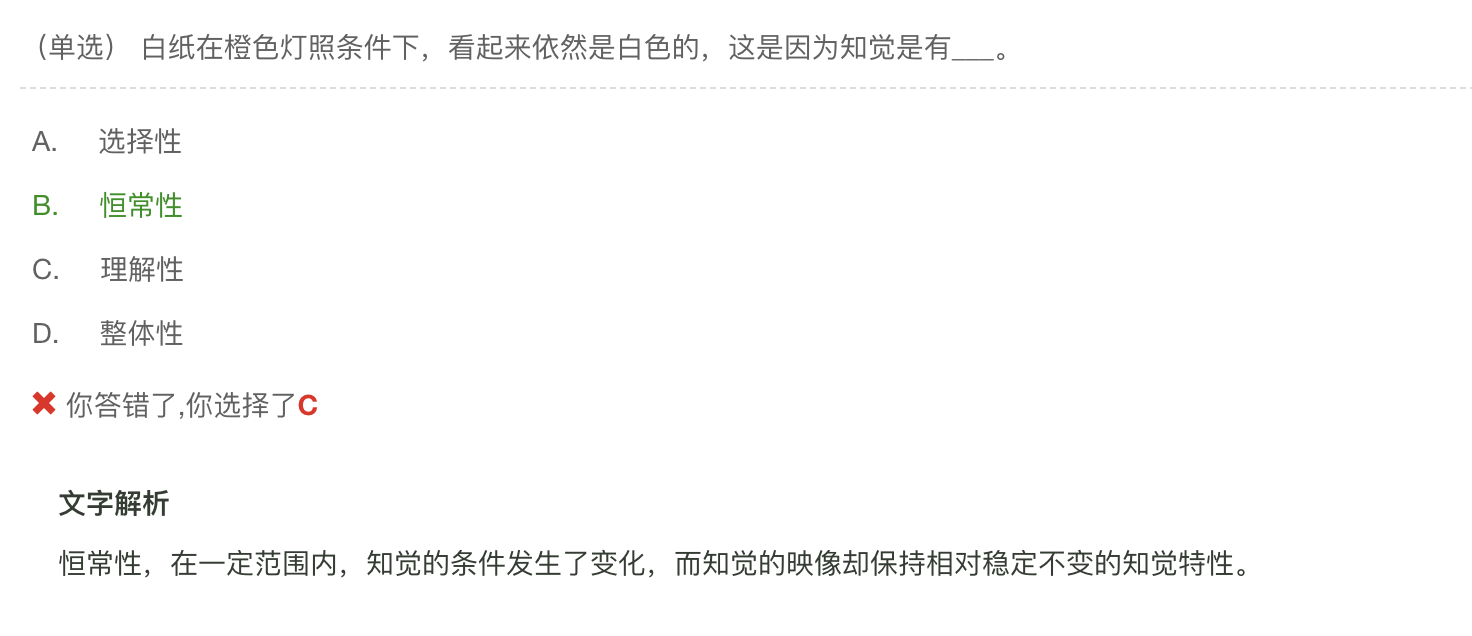 （单选） 白纸在橙色灯照条件下，看起来依然是白色的，这是因为知觉是有___。
A. 选择性
B. 恒常性
C. 理解性
D. 整体性
✖ 你答错了,你选择了C
文字解析
恒常性，在一定范围内，知觉的条件发生了变化，而知觉的映像却保持相对稳定不变的知觉特性。